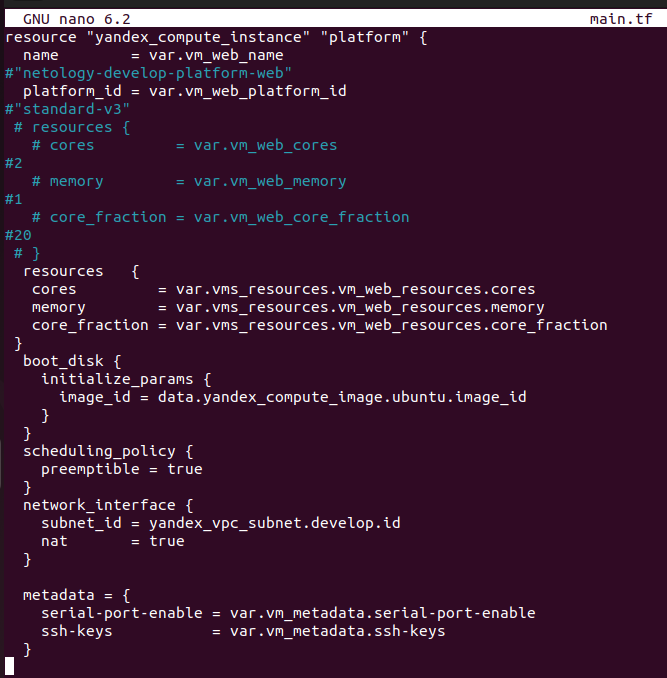 GNU nano 6.2 main.tf
resource "yandex_compute_instance" "platform" {
  name        = var.vm_web_name
#"netology-develop-platform-web"
  platform_id = var.vm_web_platform_id
#"standard-v3"
 # resources {
   # cores         = var.vm_web_cores
#2
   # memory        = var.vm_web_memory
#1
   # core_fraction = var.vm_web_core_fraction
#20
 # }
  resources   {
   cores         = var.vms_resources.vm_web_resources.cores
   memory        = var.vms_resources.vm_web_resources.memory
   core_fraction = var.vms_resources.vm_web_resources.core_fraction
 }
  boot_disk {
    initialize_params {
      image_id = data.yandex_compute_image.ubuntu.image_id
    }
  }
  scheduling_policy {
    preemptible = true
  }
  network_interface {
    subnet_id = yandex_vpc_subnet.develop.id
    nat       = true
  }

  metadata = {
    serial-port-enable = var.vm_metadata.serial-port-enable
    ssh-keys           = var.vm_metadata.ssh-keys
  }